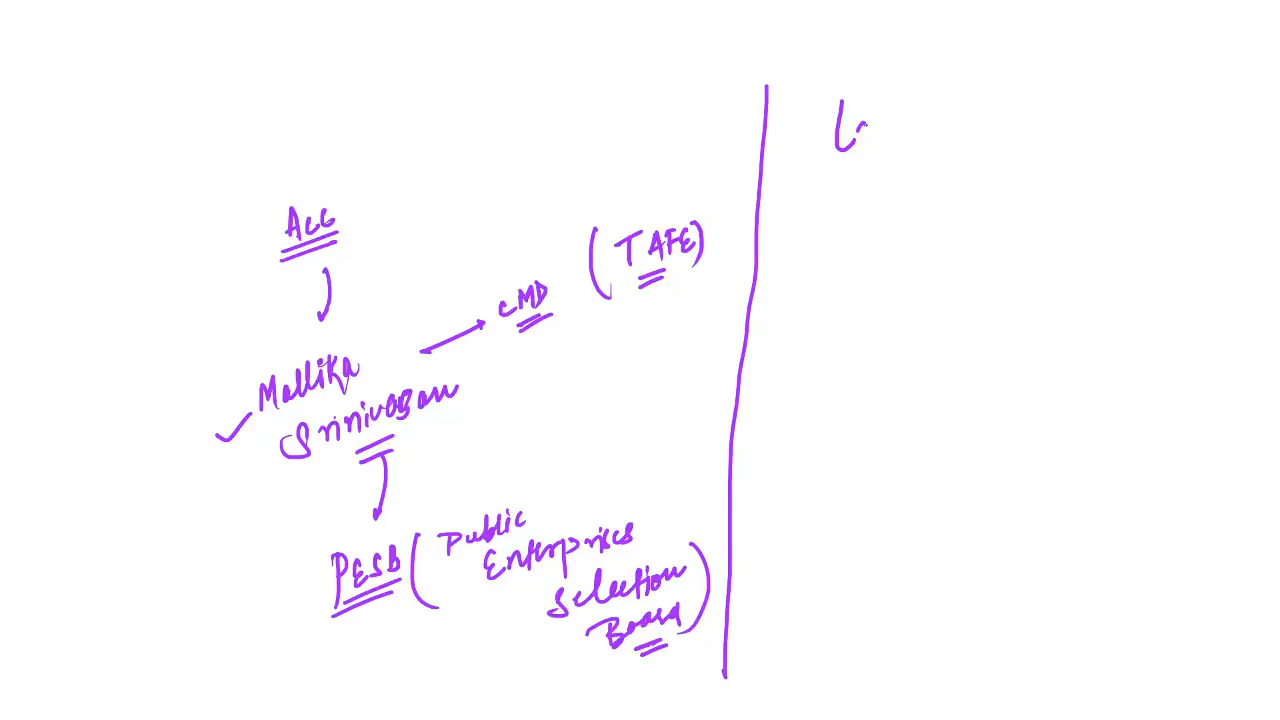 ACC
(TAFE)
CMD
Mallika
Srinivasan
PESB (Public
Enterprises
Selection
Board)